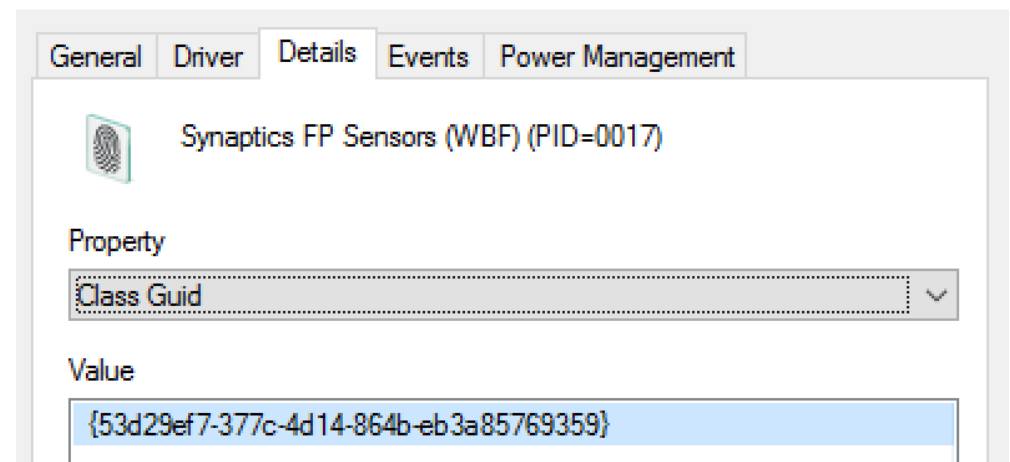 General Driver Details Events Power Management
Synaptics FP Sensors (WBF) (PID=0017)
Property
Class Guid
Value
{53d29ef7-377c-4d14-864b-eb3a85769359}